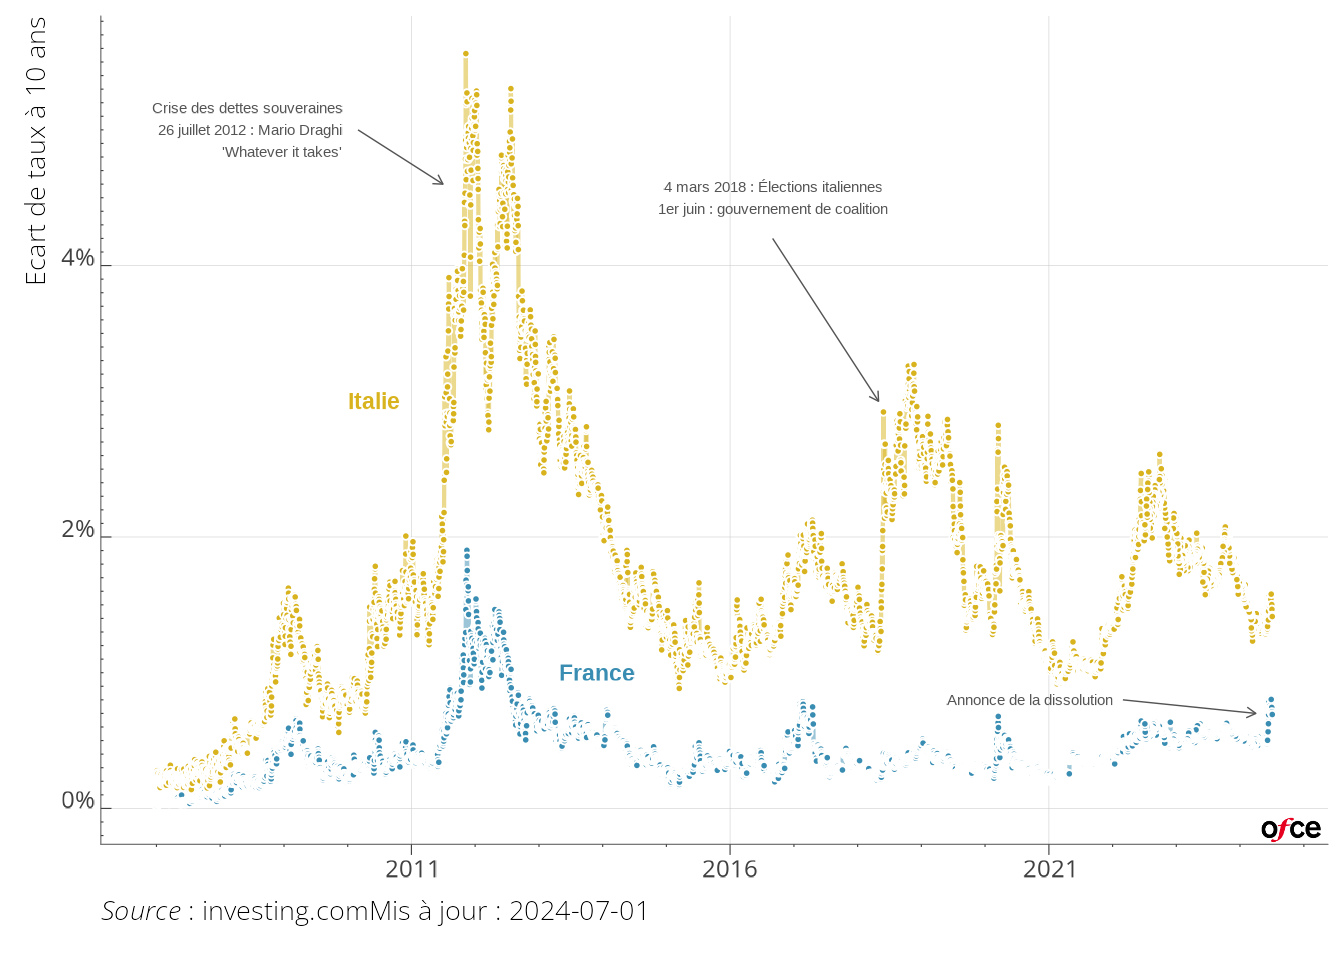 Ecart de taux à 10 ans
Crise des dettes souveraines
26 juillet 2012 : Mario Draghi
'Whatever it takes'
4 mars 2018 : Élections italiennes
1er juin : gouvernement de coalition
4%
Italie
2%
France
Annonce de la dissolution
0%
ofce
2011
2016
2021
Source : investing.comMis à jour : 2024-07-01